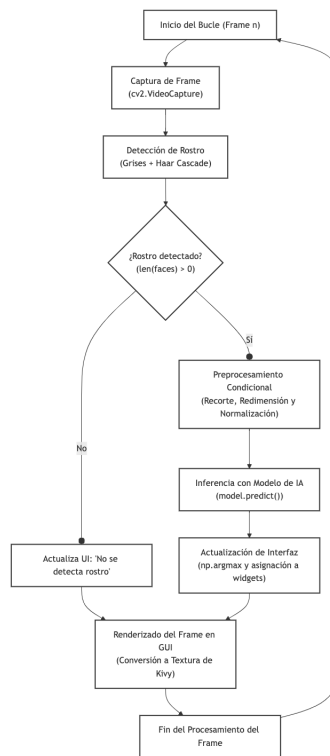 Inicio del Bucle (Frame n)
Captura de Frame
(cv2.VideoCapture)
Detección de Rostro
(Grises + Haar Cascade)
¿Rostro detectado?
(len(faces) > 0)
Sí
Preprocesamiento
Condicional
(Recorte, Redimensión y
Normalización)
No
Inferencia con Modelo de IA
(model.predict())
Actualiza UI: 'No se
detecta rostro'
Actualización de Interfaz
(np.argmax y asignación a
widgets)
Renderizado del Frame en
GUI
(Conversión a Textura de
Kivy)
Fin del Procesamiento del
Frame